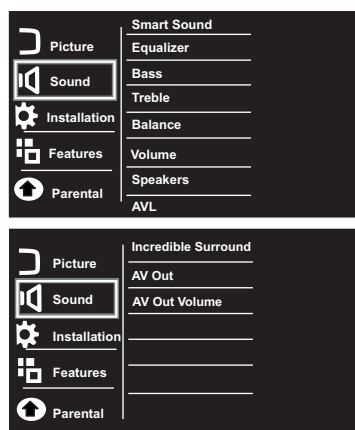 Picture
Sound
Installation
Features
Parental
Smart Sound
Equalizer
Bass
Treble
Balance
Volume
Speakers
AVL
Picture
Sound
Installation
Features
Parental
Incredible Surround
AV Out
AV Out Volume